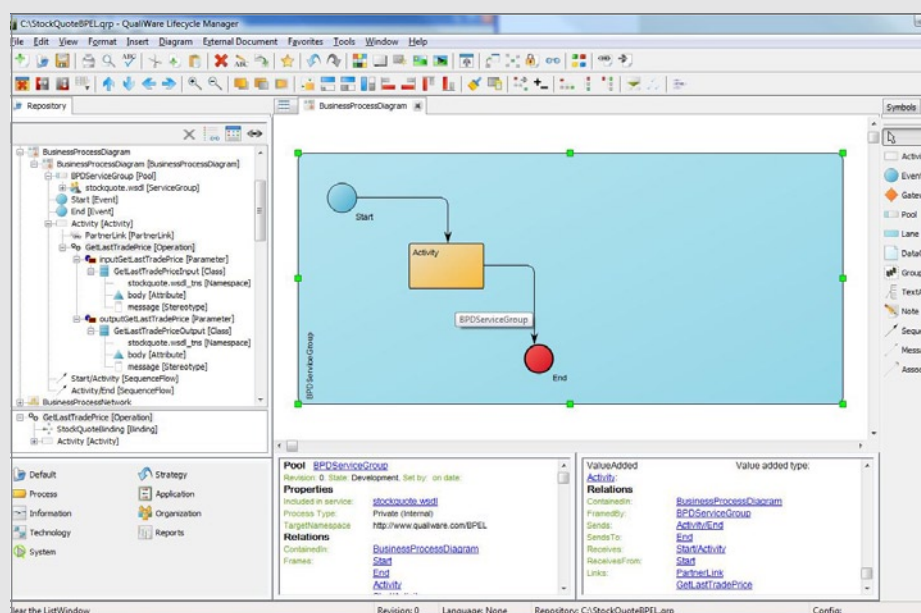 C:\StockQuoteBPEL.qrp - QualiWare Lifecycle Manager
File Edit View Format Insert Diagram External Document Favorites Tools Window Help
Repository
BusinessProcessDiagram
Symbols
BusinessProcessDiagram
BusinessProcessDiagram [BusinessProcessDiagram]
BPDServiceGroup [Pool]
stockquote.wsdl [ServiceGroup]
Start [Event]
End [Event]
Activity [Activity]
PartnerLink [PartnerLink]
GetLastTradePrice [Operation]
inputGetLastTradePrice [Parameter]
GetLastTradePriceInput [Class]
stockquote.wsdl_tns [Namespace]
body [Attribute]
message [Stereotype]
outputGetLastTradePrice [Parameter]
GetLastTradePriceOutput [Class]
stockquote.wsdl_tns [Namespace]
body [Attribute]
message [Stereotype]
Start/Activity [SequenceFlow]
Activity/End [SequenceFlow]
BusinessProcessNetwork
GetLastTradePrice [Operation]
StockQuoteBinding [Binding]
Activity [Activity]
Default
Strategy
Process
Application
Information
Organization
Technology
Reports
System
Start
Activity
BPDServiceGroup
End
BPDServiceGroup
Activi
Event
Gatew
Pool
Lane
DataO
Group
Text/
Note
Seque
Messa
Assoc
Pool BPDServiceGroup
Revision: 0. State: Development, Set by: on date:
Properties
Included in service: stockquote.wsdl
Process Type: Private (Internal)
TargetNamespace http://www.qualiware.com/BPEL
Relations
ContainedIn: BusinessProcessDiagram
Frames: Start
End
Activity
ValueAdded Value added type:
Activity:
Relations
ContainedIn: BusinessProcessDiagram
FramedBy: BPDServiceGroup
Sends: Activity/End
SendsTo: End
Receives: Start/Activity
ReceivesFrom: Start
Links: PartnerLink
GetLastTradePrice
lear the ListWindow Revision: 0 Language: None Repository: C:\StockQuoteBPEL.qrp Config: